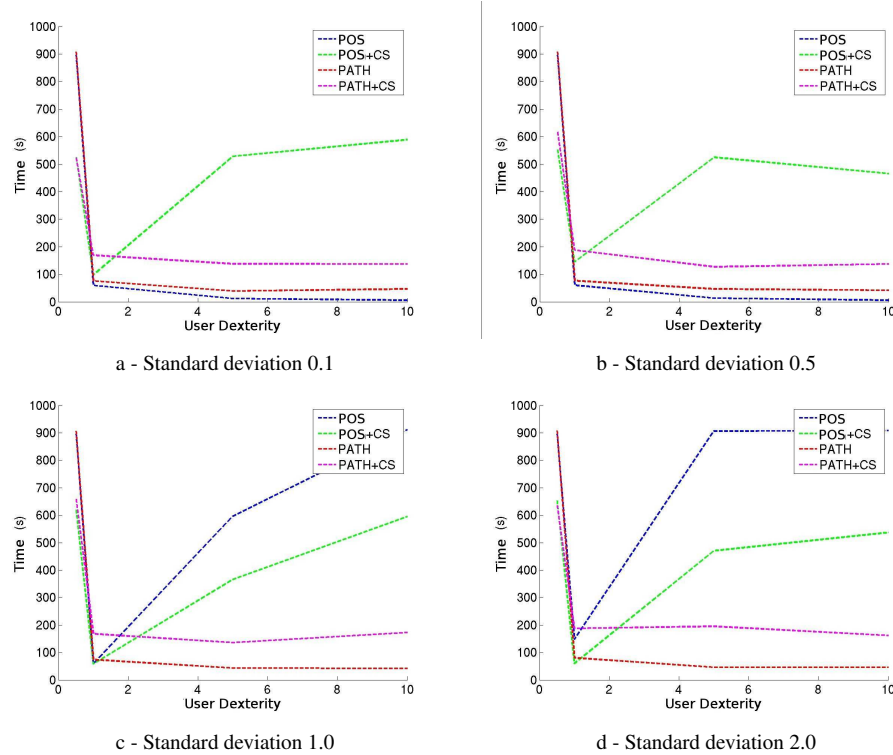 1000
900
800
700
600
500
400
300
200
100
0
Time (s)
0 2 4 6 8 10
User Dexterity
POS
POS+CS
PATH
PATH+CS
a - Standard deviation 0.1
1000
900
800
700
600
500
400
300
200
100
0
Time (s)
0 2 4 6 8 10
User Dexterity
POS
POS+CS
PATH
PATH+CS
b - Standard deviation 0.5
1000
900
800
700
600
500
400
300
200
100
0
Time (s)
0 2 4 6 8 10
User Dexterity
POS
POS+CS
PATH
PATH+CS
c - Standard deviation 1.0
1000
900
800
700
600
500
400
300
200
100
0
Time (s)
0 2 4 6 8 10
User Dexterity
POS
POS+CS
PATH
PATH+CS
d - Standard deviation 2.0